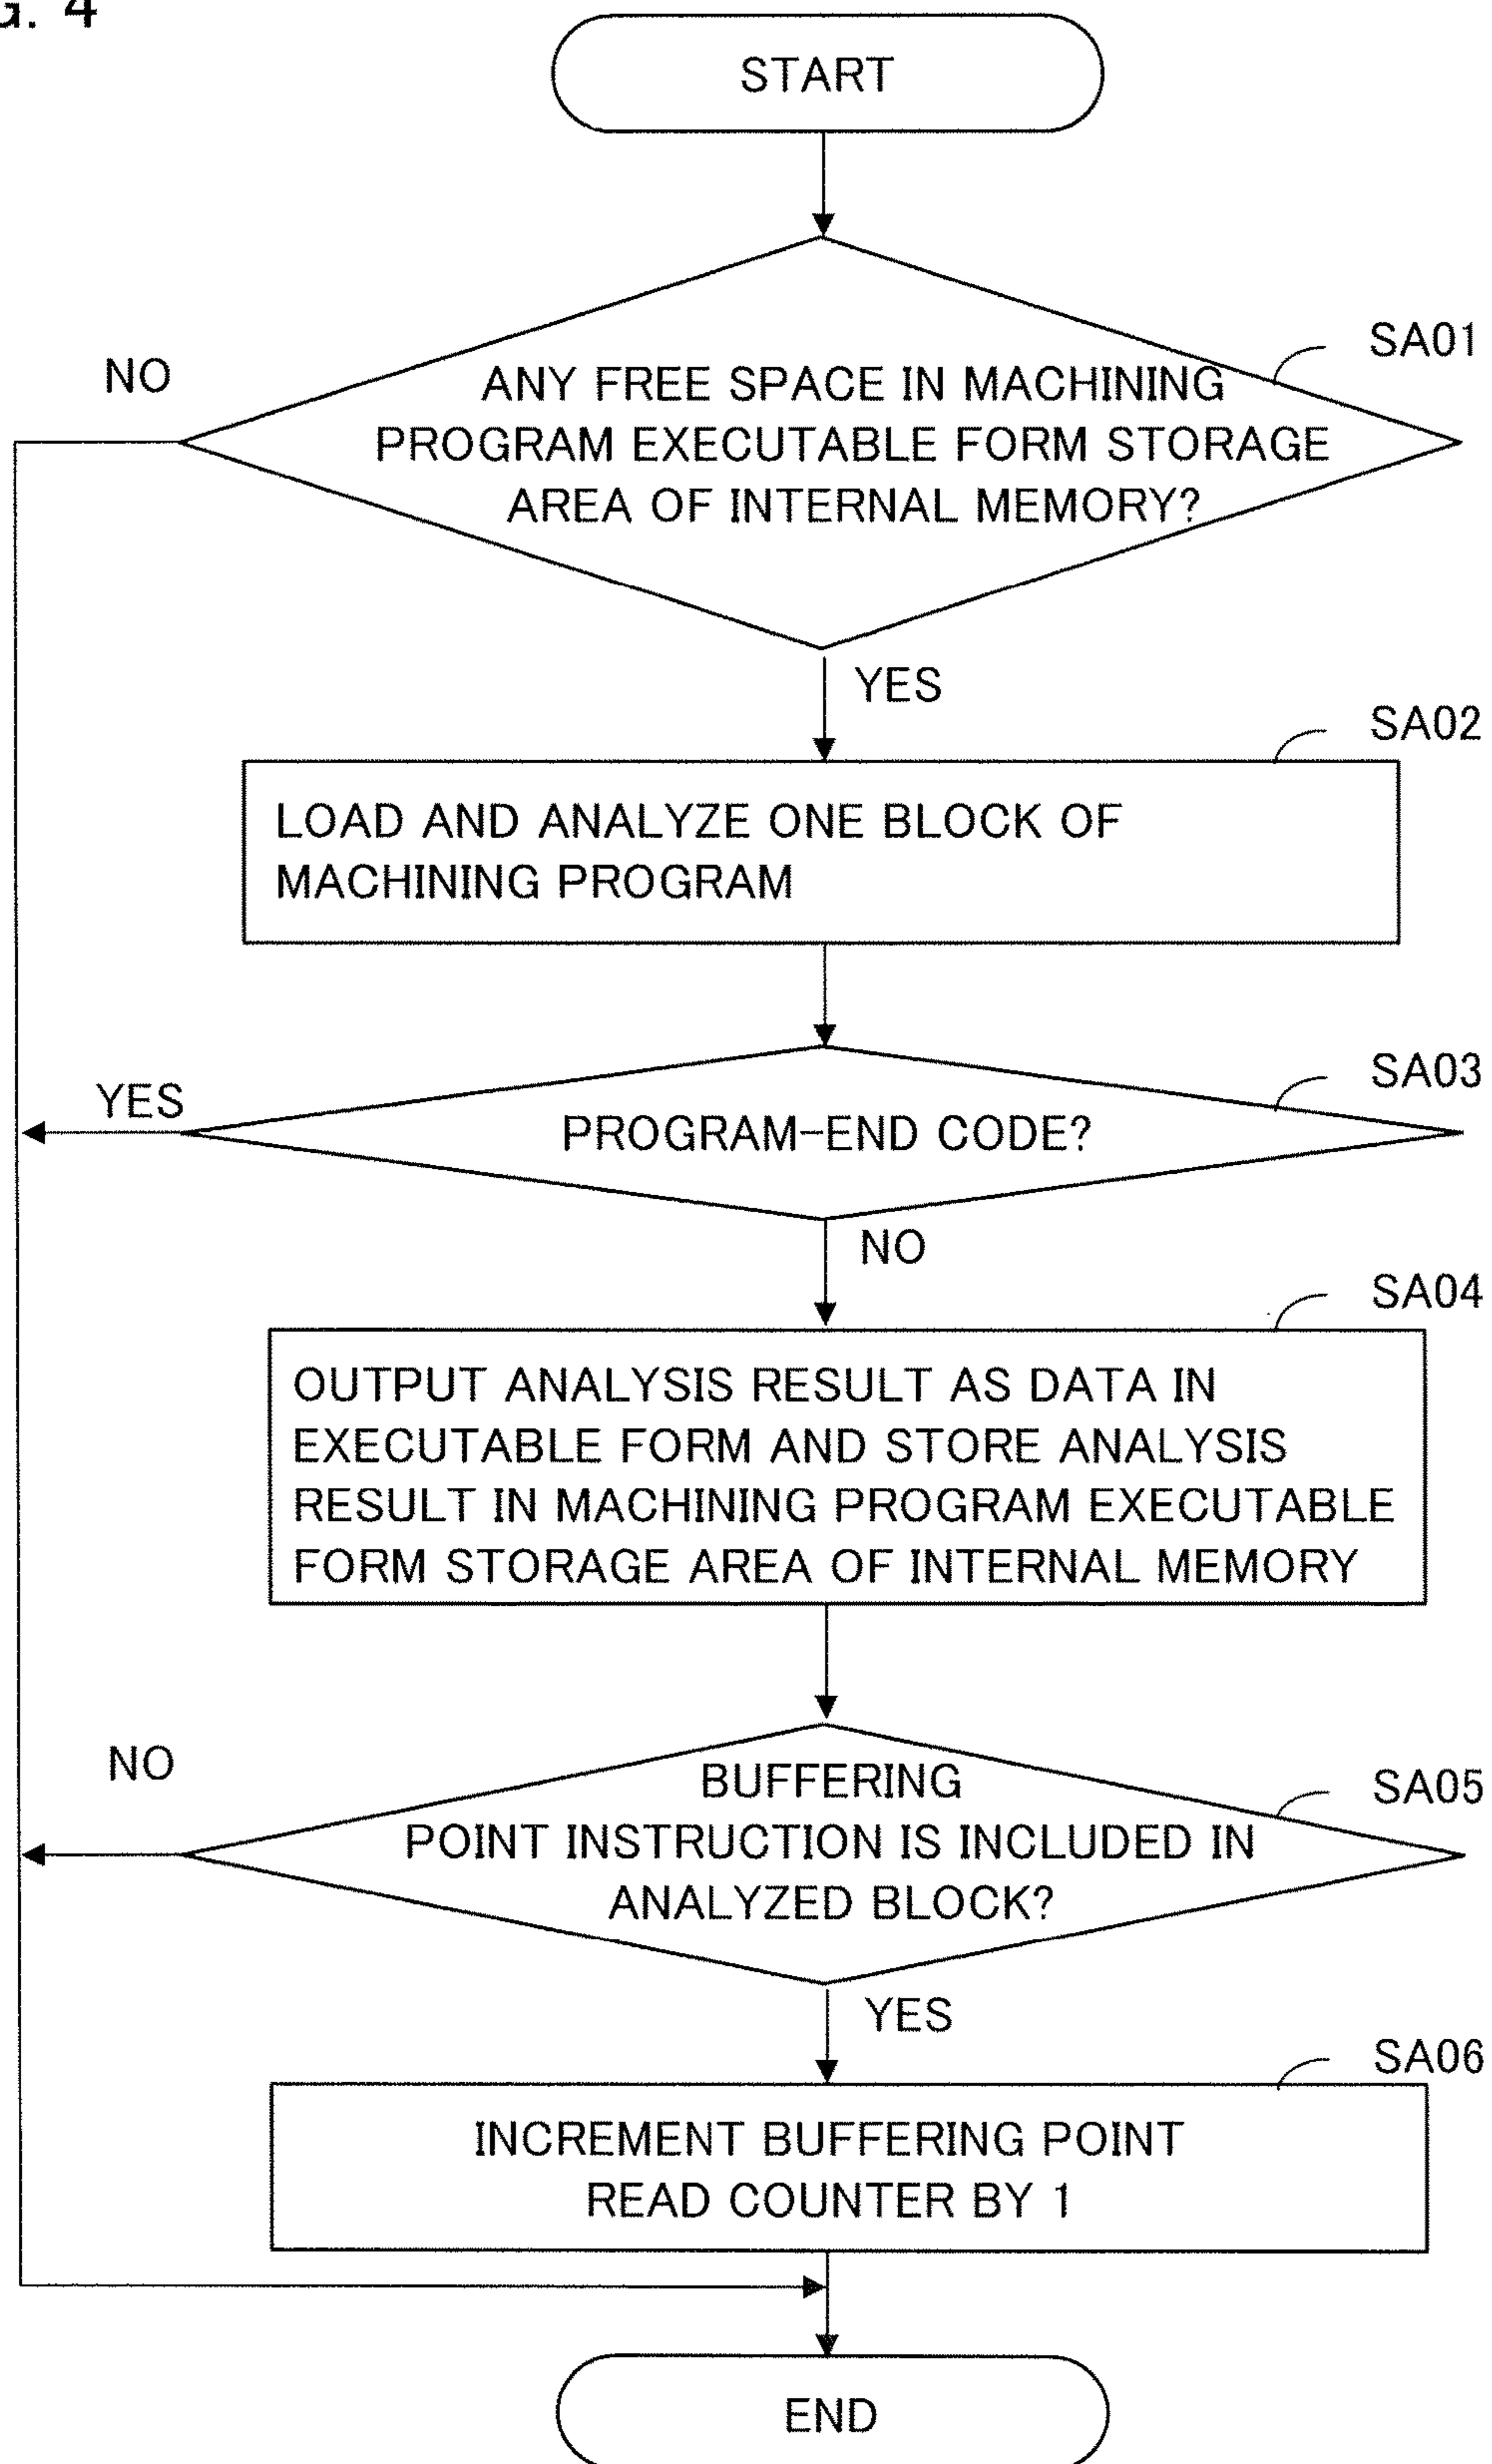 G. 4
START
SA01
NO
ANY FREE SPACE IN MACHINING
PROGRAM EXECUTABLE FORM STORAGE
AREA OF INTERNAL MEMORY?
YES
SA02
LOAD AND ANALYZE ONE BLOCK OF
MACHINING PROGRAM
SA03
YES
PROGRAM-END CODE?
NO
SA04
OUTPUT ANALYSIS RESULT AS DATA IN
EXECUTABLE FORM AND STORE ANALYSIS
RESULT IN MACHINING PROGRAM EXECUTABLE
FORM STORAGE AREA OF INTERNAL MEMORY
NO
SA05
BUFFERING
POINT INSTRUCTION IS INCLUDED IN
ANALYZED BLOCK?
YES
SA06
INCREMENT BUFFERING POINT
READ COUNTER BY 1
END